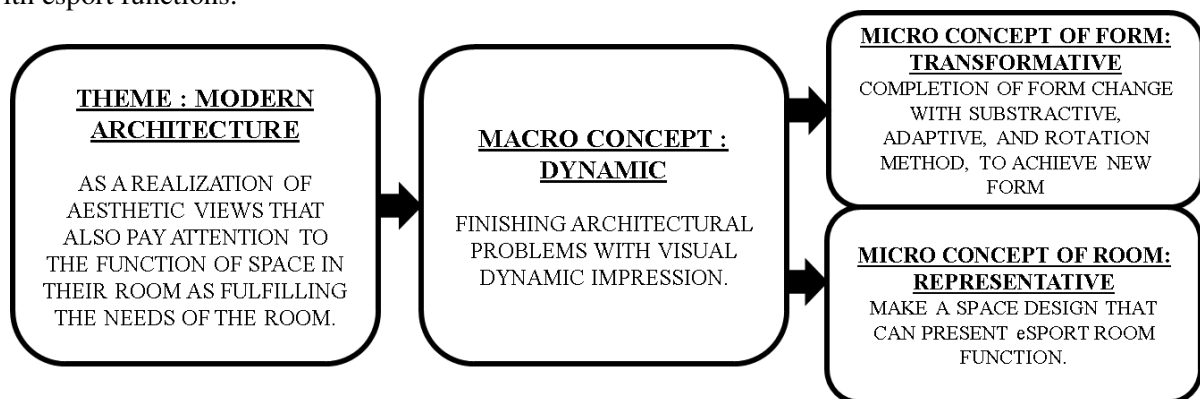 with esport functions.
THEME : MODERN
ARCHITECTURE
AS A REALIZATION OF
AESTHETIC VIEWS THAT
ALSO PAY ATTENTION TO
THE FUNCTION OF SPACE IN
THEIR ROOM AS FULFILLING
THE NEEDS OF THE ROOM.
MACRO CONCEPT :
DYNAMIC
FINISHING ARCHITECTURAL
PROBLEMS WITH VISUAL
DYNAMIC IMPRESSION.
MICRO CONCEPT OF FORM:
TRANSFORMATIVE
COMPLETION OF FORM CHANGE
WITH SUBSTRACTIVE,
ADAPTIVE, AND ROTATION
METHOD, TO ACHIEVE NEW
FORM
MICRO CONCEPT OF ROOM:
REPRESENTATIVE
MAKE A SPACE DESIGN THAT
CAN PRESENT eSPORT ROOM
FUNCTION.